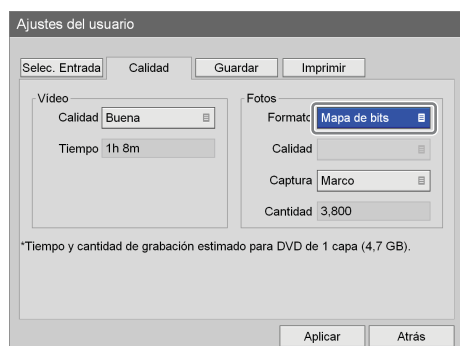 Ajustes del usuario
Selec. Entrada Calidad Guardar Imprimir
Vídeo Fotos
Calidad Buena Formato Mapa de bits
Tiempo 1h 8m Calidad
Captura Marco
Cantidad 3,800
*Tiempo y cantidad de grabación estimado para DVD de 1 capa (4,7 GB).
Aplicar Atrás